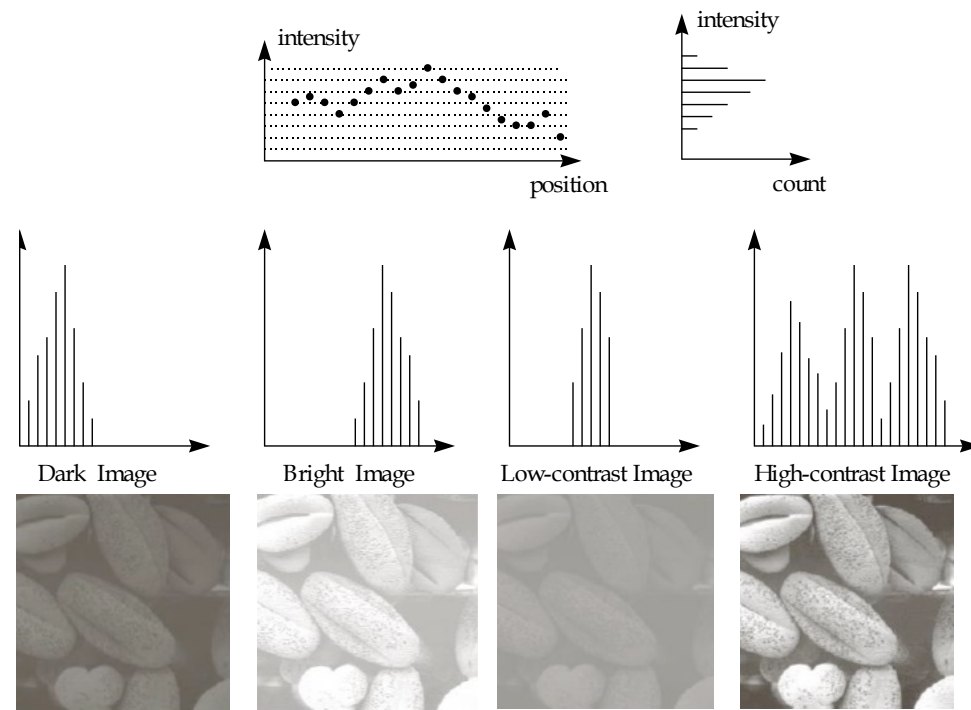 intensity
intensity
position
count
Dark Image
Bright Image
Low-contrast Image
High-contrast Image